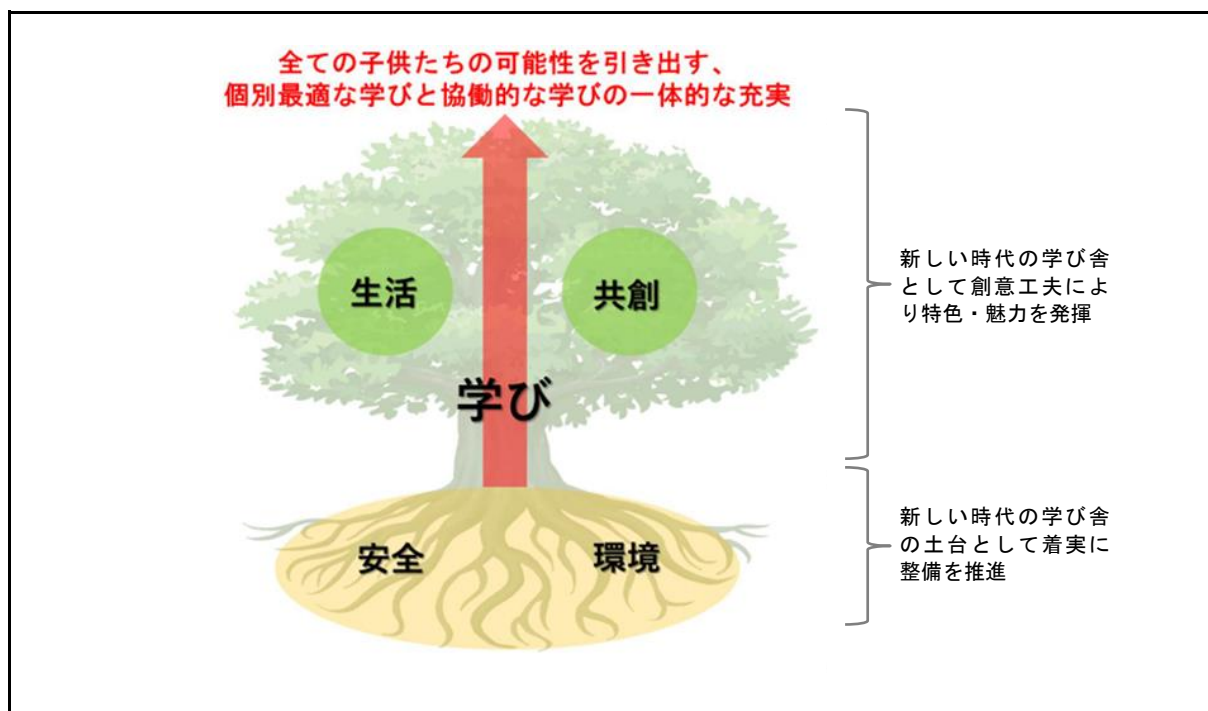 全ての子供たちの可能性を引き出す、
個別最適な学びと協働的な学びの一体的な充実
生活
共創
学び
新しい時代の学び舎
として創意工夫によ
り特色・魅力を発揮
安全
環境
新しい時代の学び舎
の土台として着実に
整備を推進